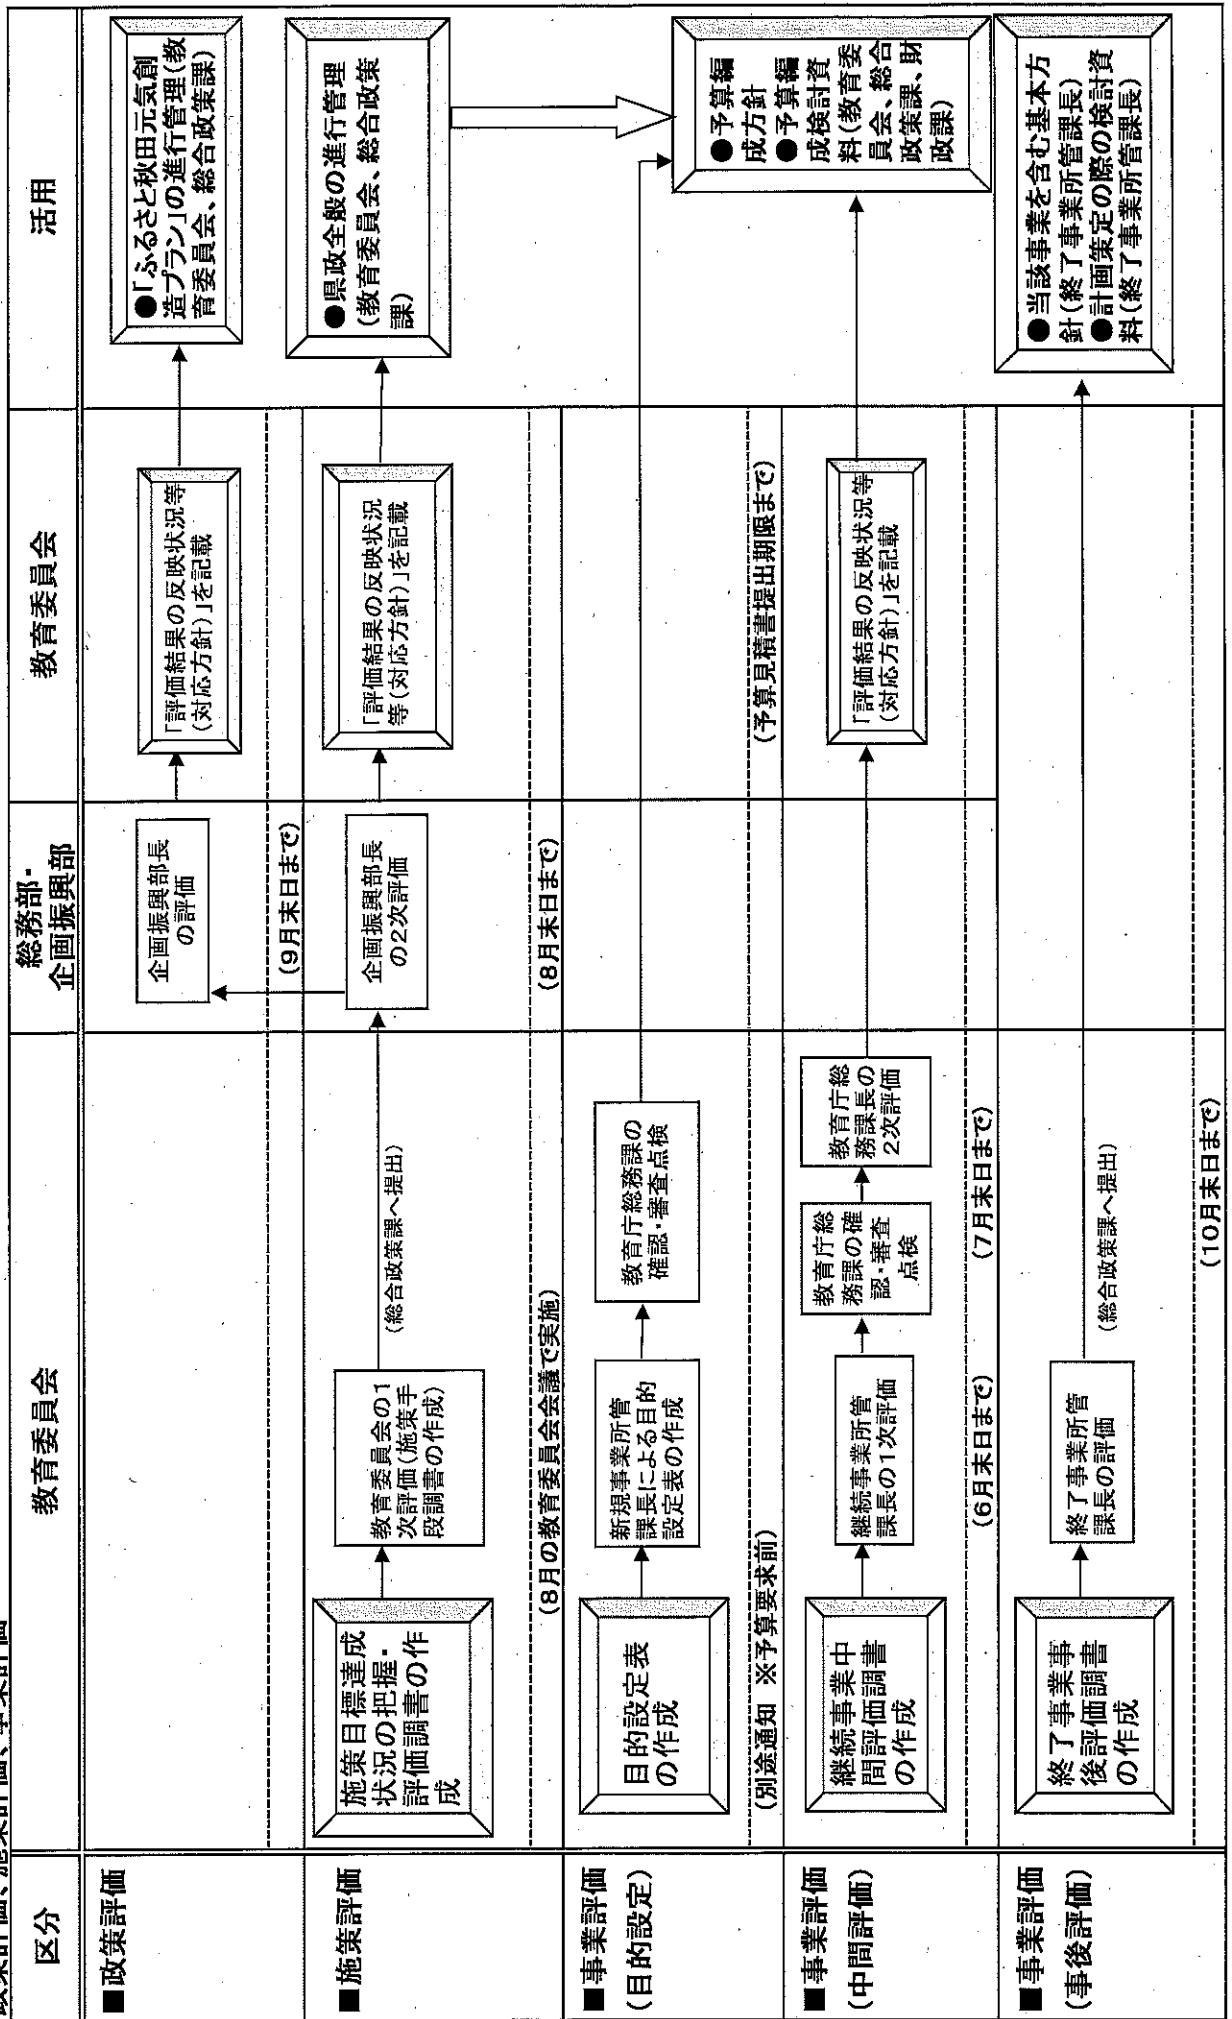 政策評価、施策評価、事業評価
区分
教育委員会
総務部・
企画振興部
教育委員会
活用
■政策評価
企画振興部長
の評価
「評価結果の反映状況等
(対応方針)」を記載
●「ふるさと秋田元気創
造プラン」の進行管理(教
育委員会、総合政策課)
(9月末日まで)
■施策評価
施策目標達成
状況の把握・
評価調書の作
成
教育委員会の1
次評価(施策手
段調書の作成)
(総合政策課へ提出)
企画振興部長
の2次評価
「評価結果の反映状況
等(対応方針)」を記載
●県政全般の進行管理
(教育委員会、総合政策
課)
(8月の教育委員会会議で実施)
(8月末日まで)
■事業評価
(目的設定)
目的設定表
の作成
新規事業所管
課長による目的
設定表の作成
教育庁総務課の
確認・審査点検
●予算編
成方針
●予算編
成検討資
料(教育委
員会、総合
政策課、財
政課)
(別途通知 ※予算要求前)
(予算見積書提出期限まで)
■事業評価
(中間評価)
継続事業中
間評価調書
の作成
継続事業所管
課長の1次評価
教育庁総
務課の確
認・審査
点検
教育庁総
務課長の
2次評価
「評価結果の反映状況等
(対応方針)」を記載
(6月末日まで)
(7月末日まで)
■事業評価
(事後評価)
終了事業事
後評価調書
の作成
終了事業所管
課長の評価
(総合政策課へ提出)
●当該事業を含む基本方
針(終了事業所管課長)
●計画策定の際の検討資
料(終了事業所管課長)
(10月末日まで)